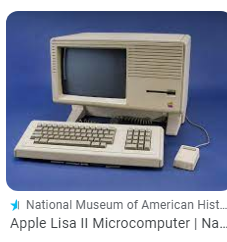 National Museum of American Hist...
Apple Lisa II Microcomputer | Na...